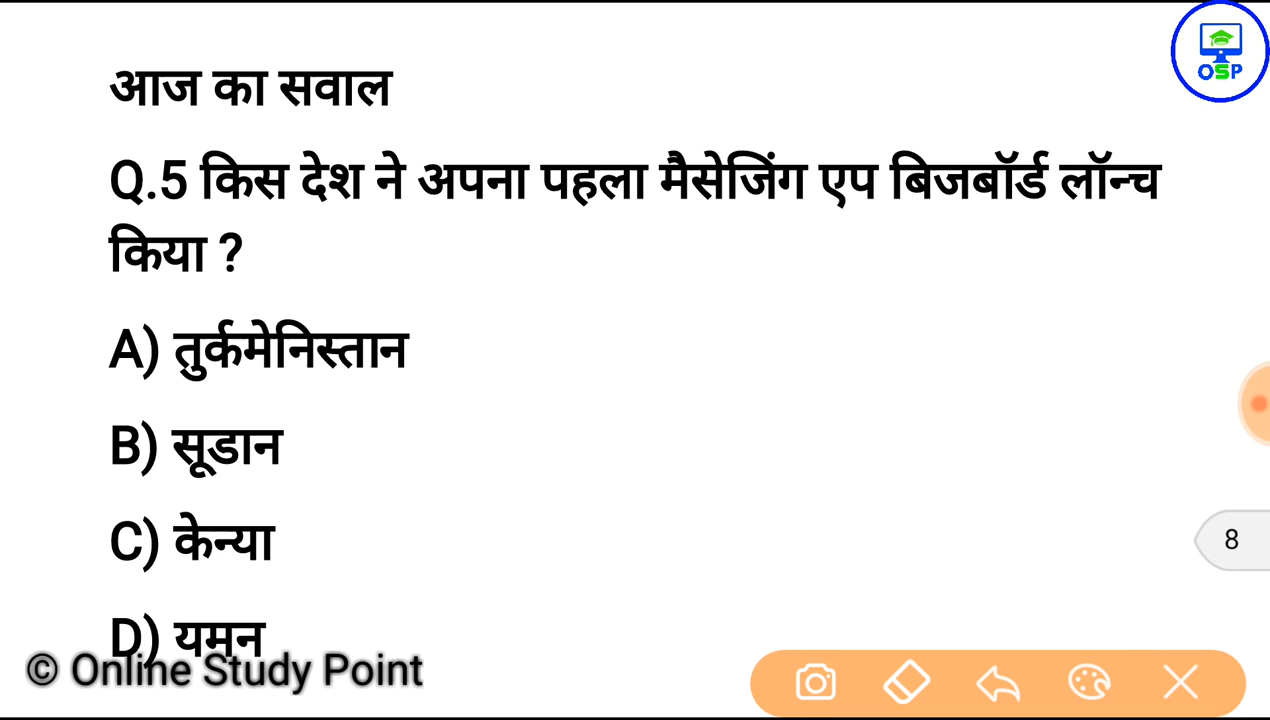 OSP
आज का सवाल
Q.5 किस देश ने अपना पहला मैसेजिंग एप बिजबॉर्ड लॉन्च
किया ?
A) तुर्कमेनिस्तान
B) सूडान
C) केन्या
8
D) यमन
© Online Study Point